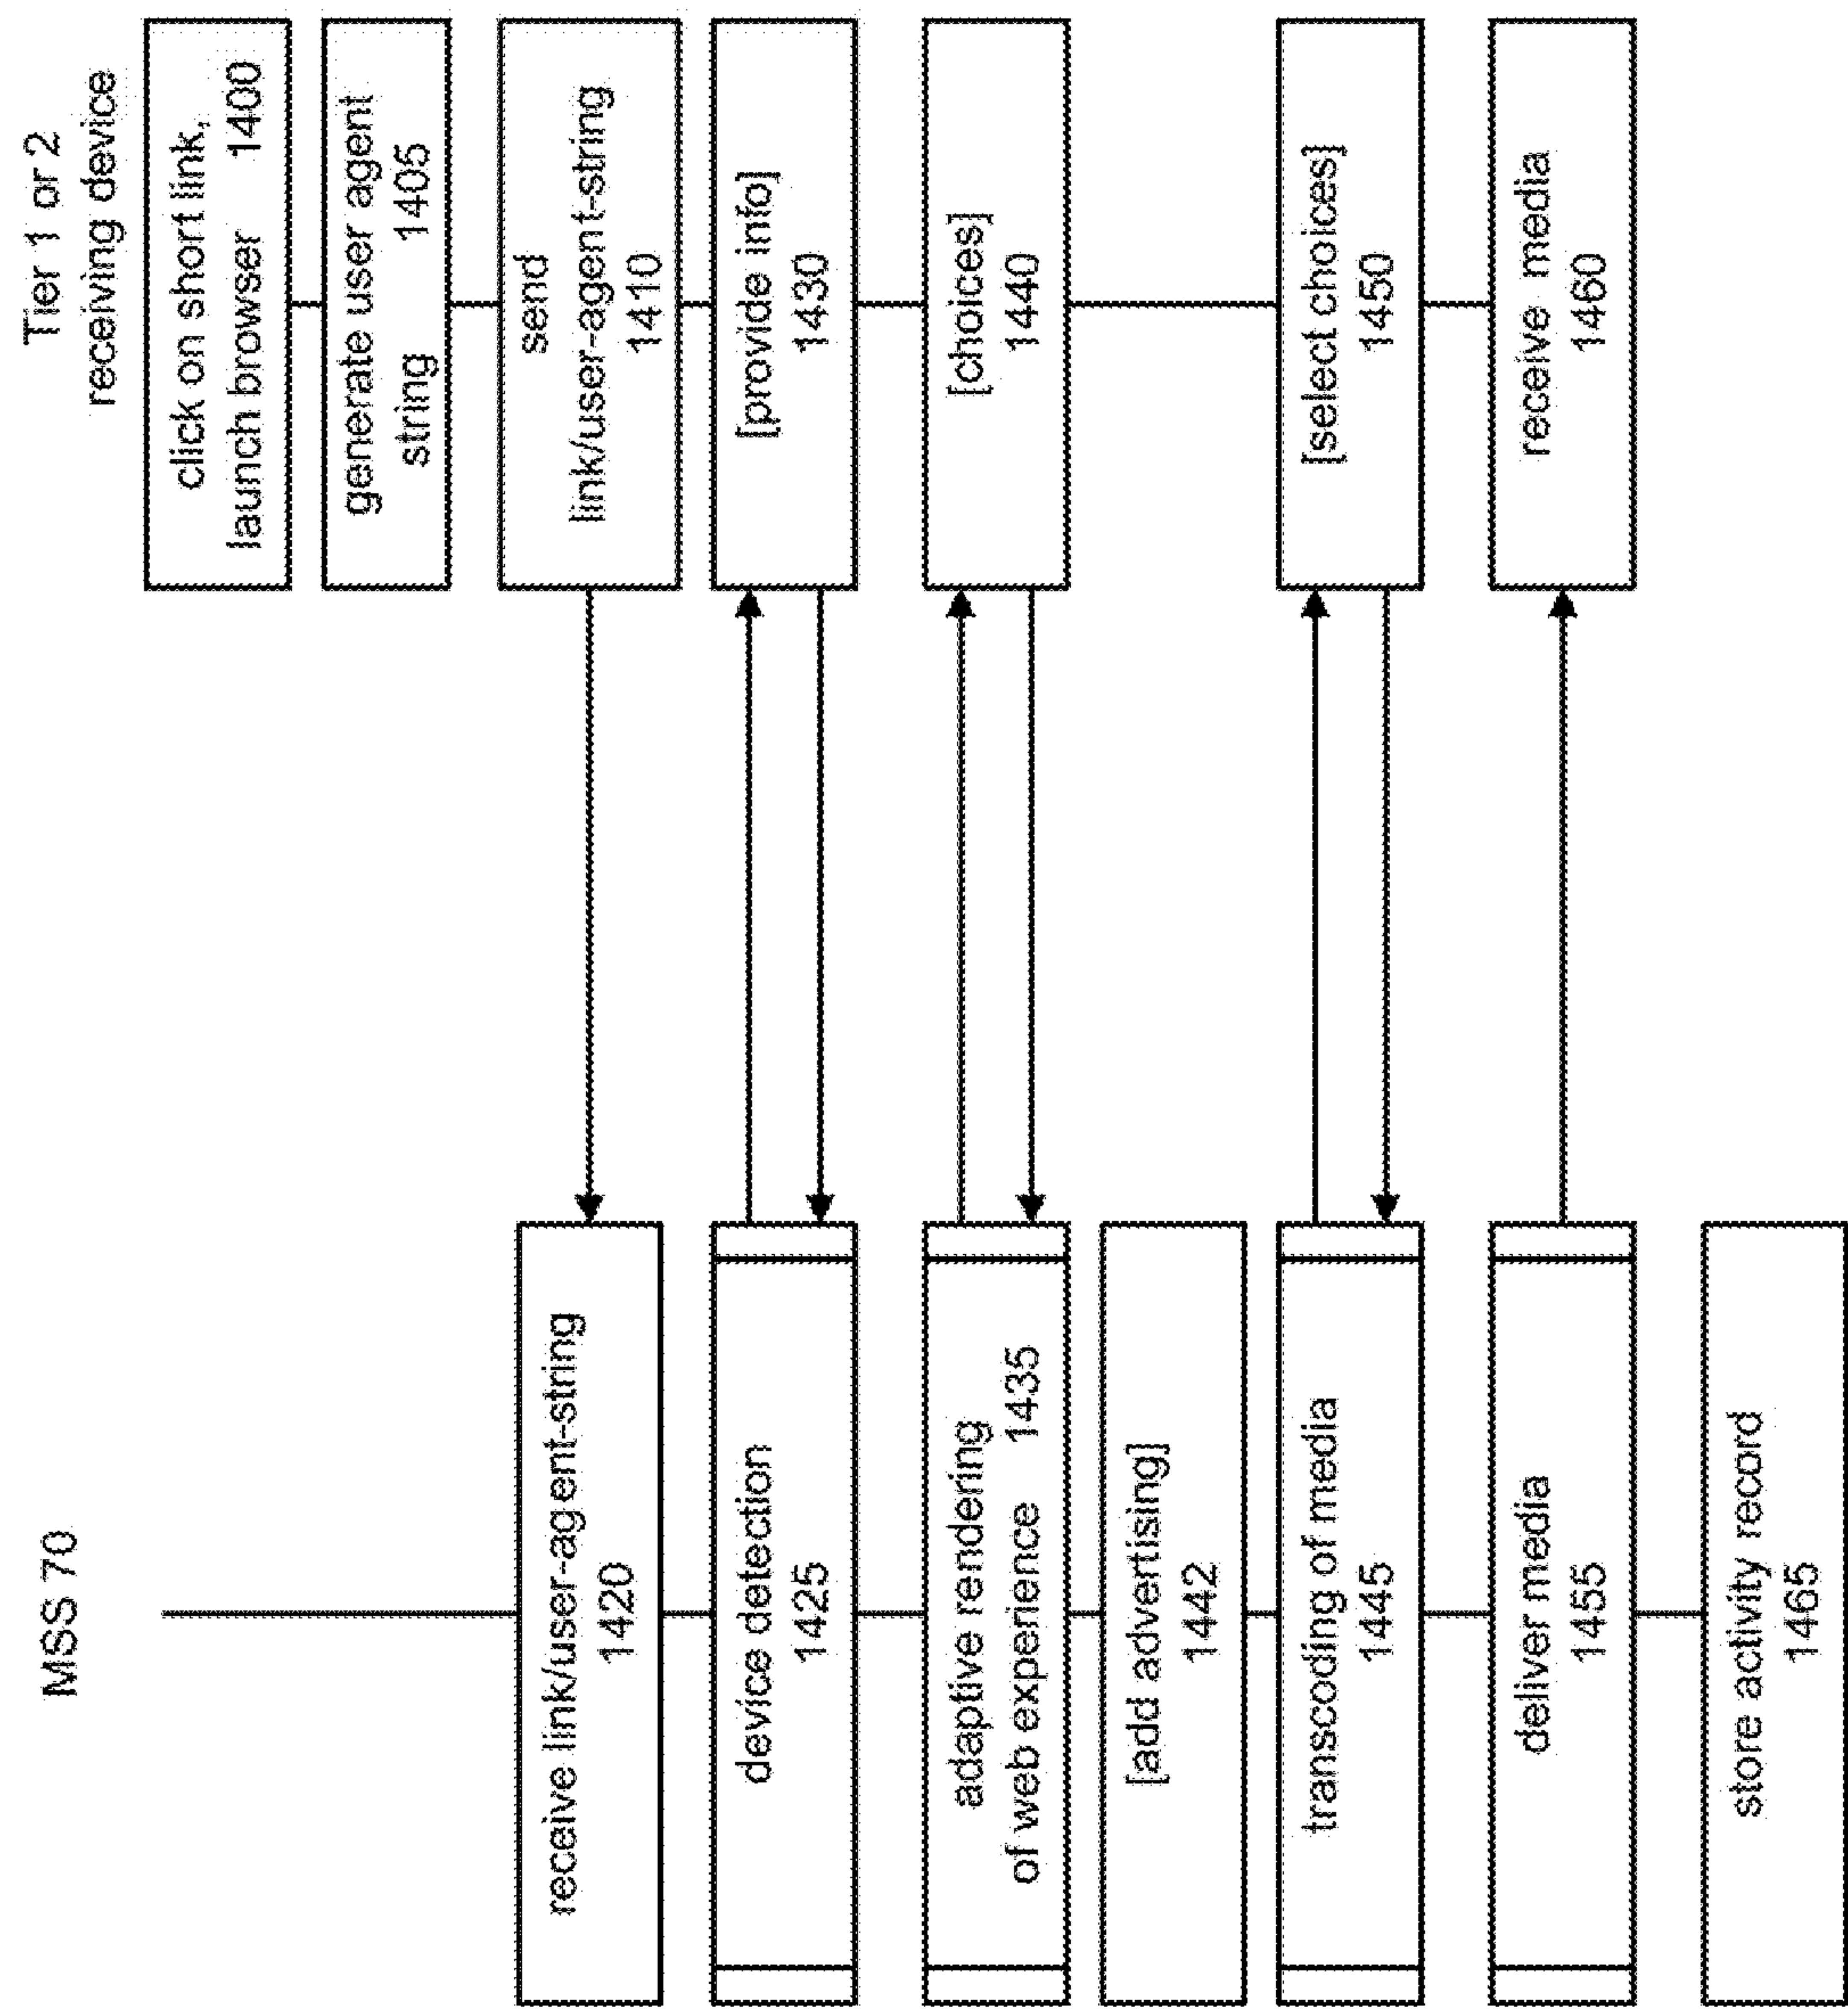 MSS 70
Tier 1 or 2
receiving device
click on short link,
launch browser 1400
generate user agent
string 1405
send
link/user-agent-string
1410
receive link/user-agent-string
1420
device detection
1425
[provide info]
1430
adaptive rendering
of web experience 1435
[choices]
1440
[add advertising]
1442
transcoding of media
1445
[select choices]
1450
deliver media
1455
receive media
1460
store activity record
1465